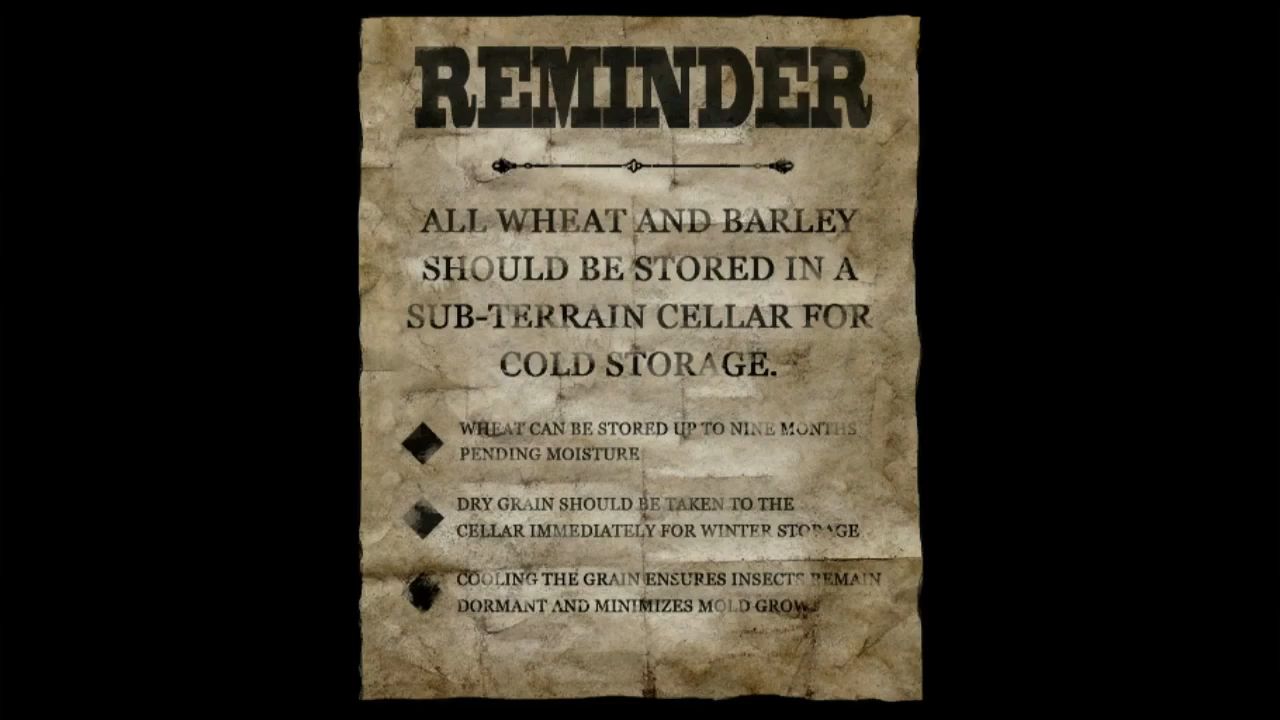 REMINDER
ALL WHEAT AND BARLEY
SHOULD BE STORED IN A
SUB-TERRAIN CELLAR FOR
COLD STORAGE.
WHEAT CAN BE STORED UP TO NINE MONTHS
PENDING MOISTURE
DRY GRAIN SHOULD BE TAKEN TO THE
CELLAR IMMEDIATELY FOR WINTER STORAGE
COOLING THE GRAIN ENSURES INSECTS REMAIN
DORMANT AND MINIMIZES MOLD